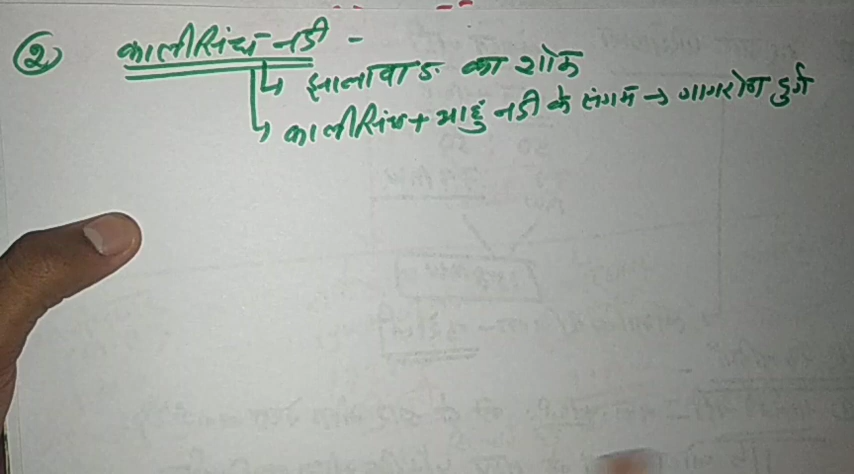 ② कालीसिंध नदी -
↳ झालावाड़ का शोक
↳ कालीसिंध + आहुं नदी के संगम → गागरोन दुर्ग